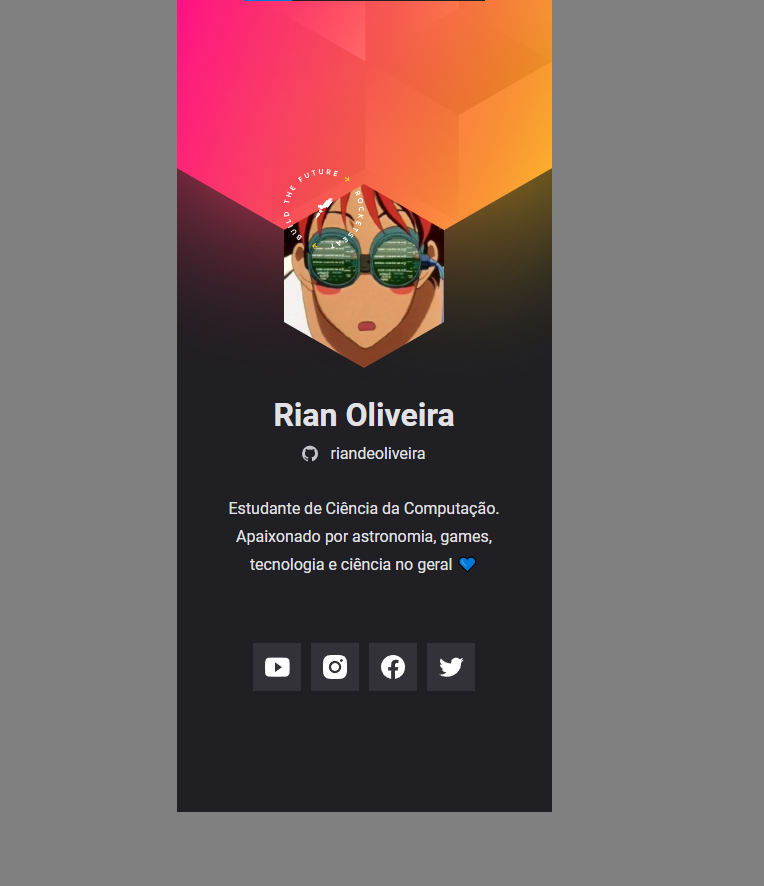 BUILD THE FUTURE
ROCKETSEAT
Rian Oliveira
riandeoliveira
Estudante de Ciência da Computação.
Apaixonado por astronomia, games,
tecnologia e ciência no geral 💙